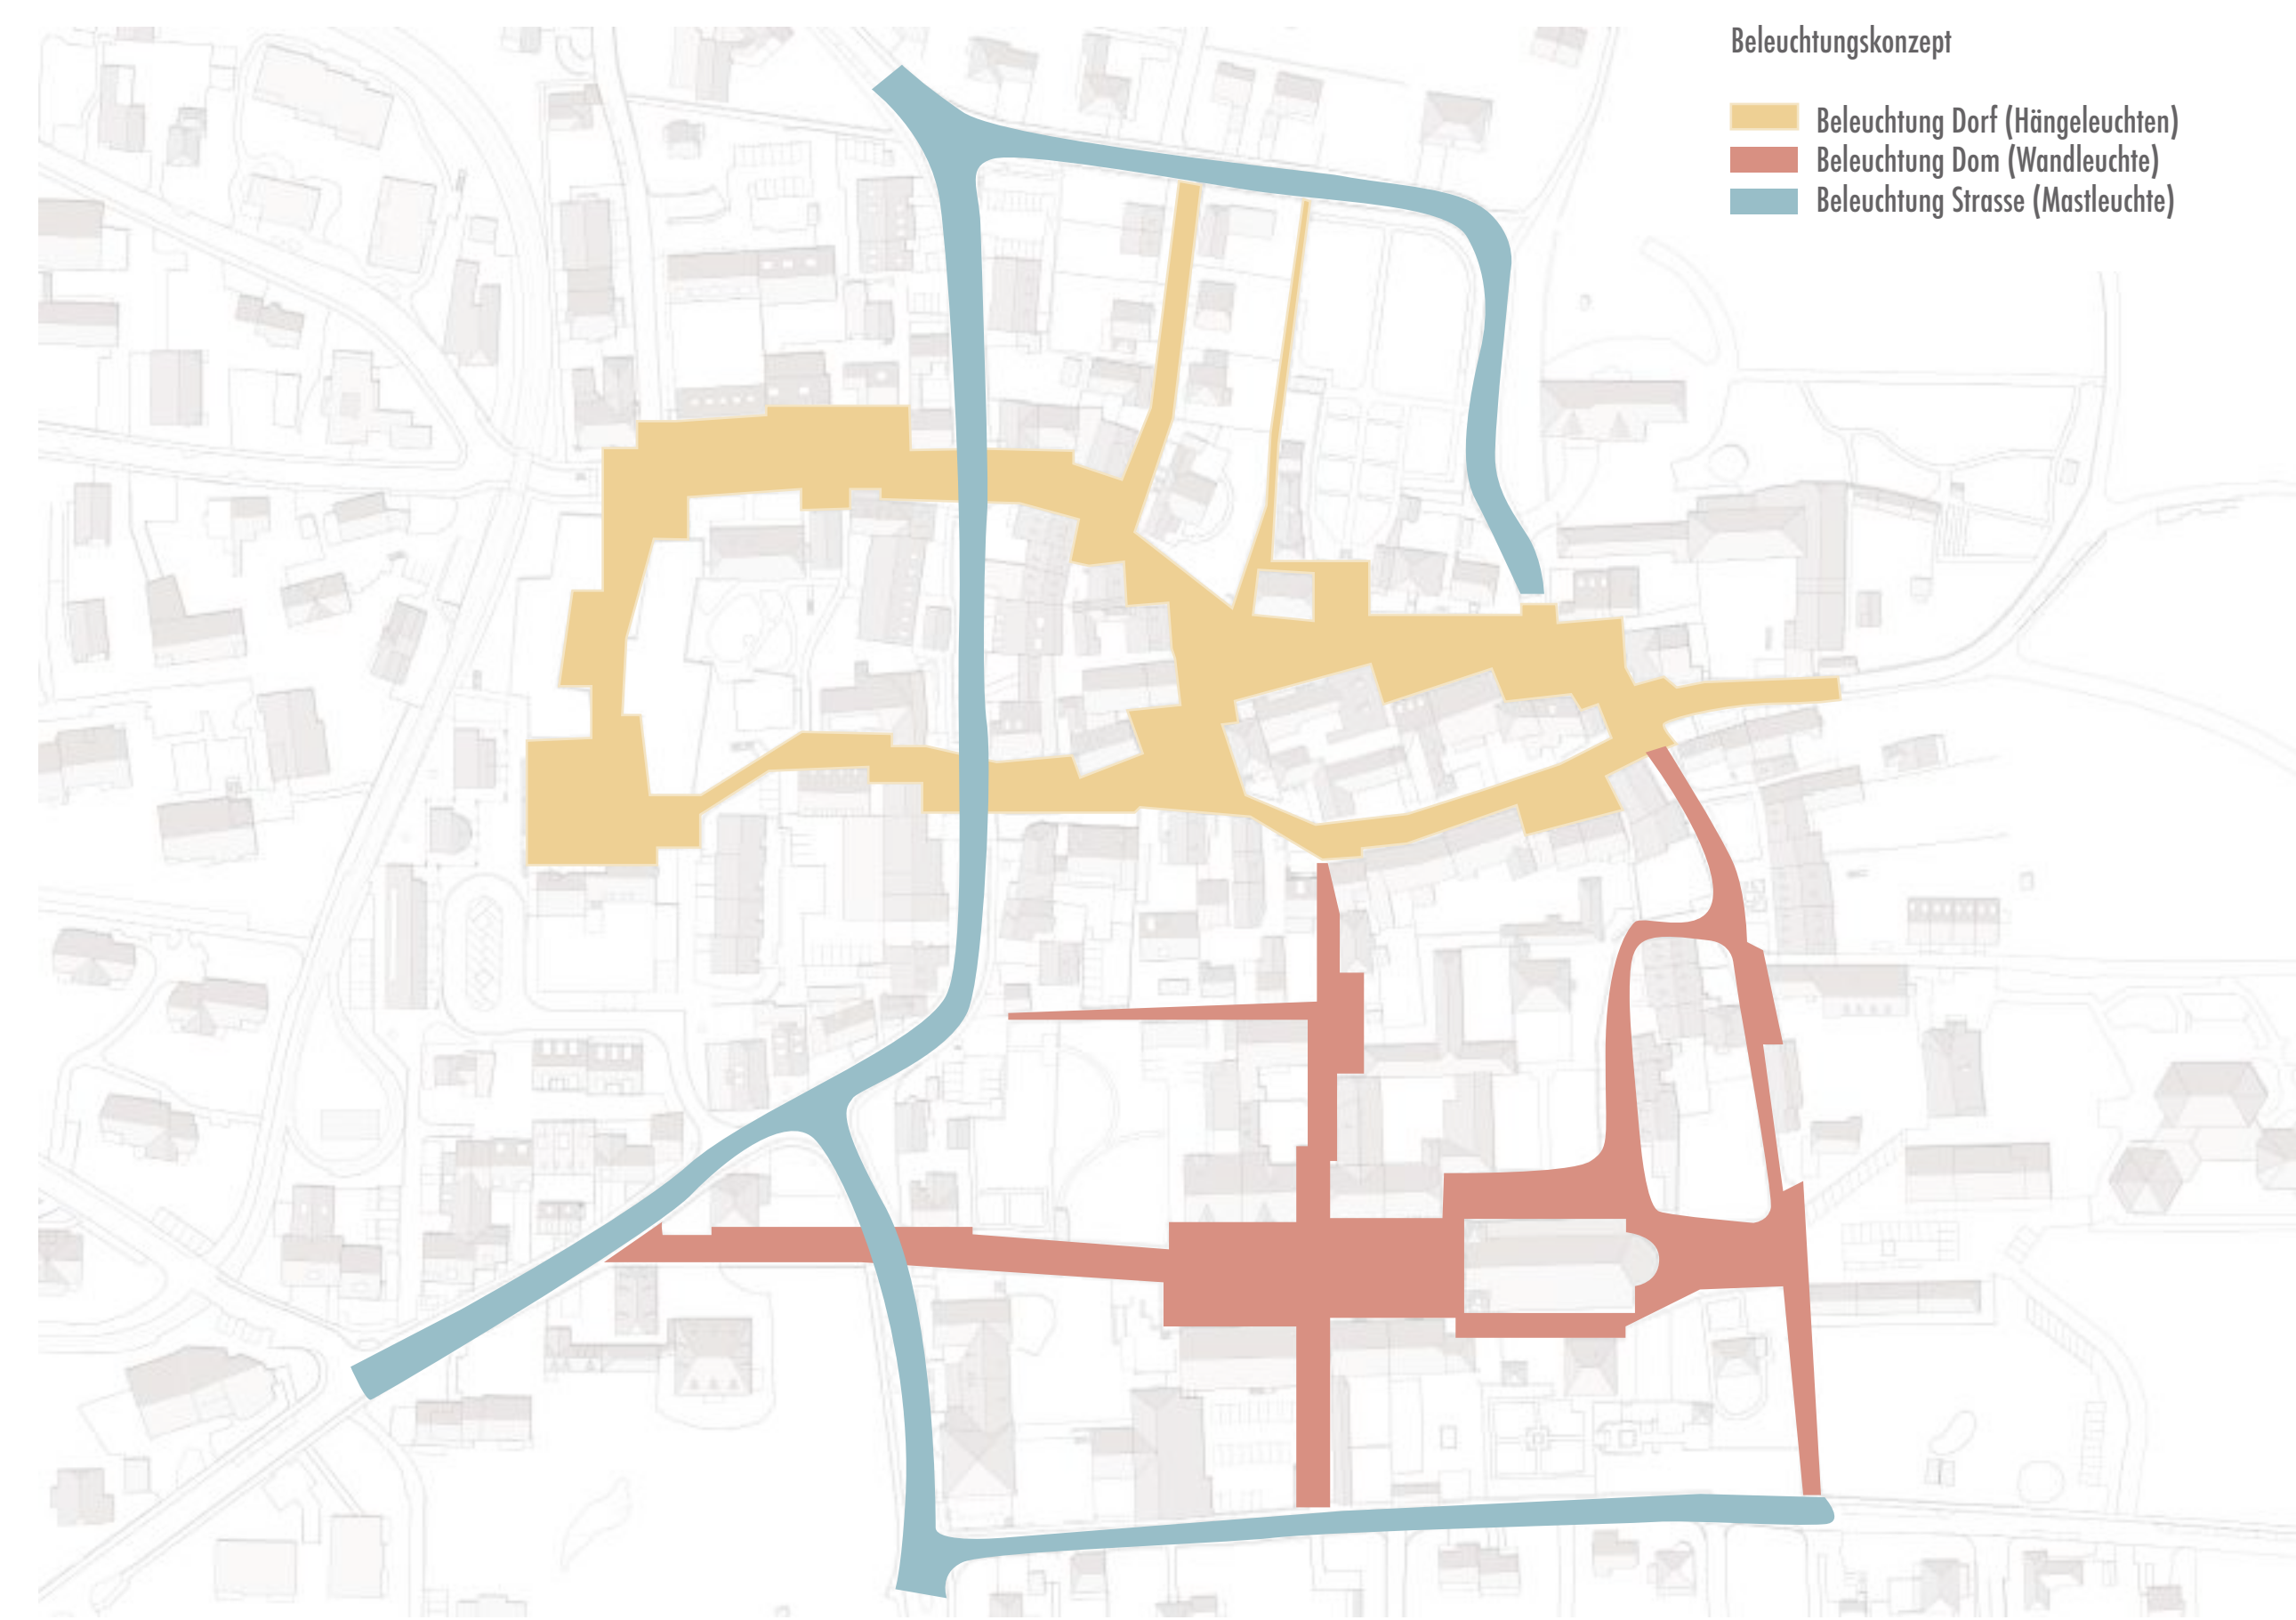 Beleuchtungskonzept
Beleuchtung Dorf (Hängeleuchten)
Beleuchtung Dom (Wandleuchte)
Beleuchtung Strasse (Mastleuchte)